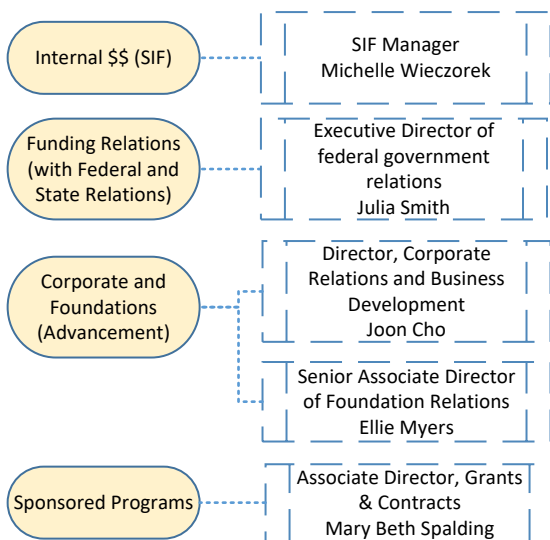 Internal $$ (SIF)
SIF Manager
Michelle Wieczorek
Funding Relations
(with Federal and
State Relations)
Executive Director of
federal government
relations
Julia Smith
Corporate and
Foundations
(Advancement)
Director, Corporate
Relations and Business
Development
Joon Cho
Senior Associate Director
of Foundation Relations
Ellie Myers
Sponsored Programs
Associate Director, Grants
& Contracts
Mary Beth Spalding